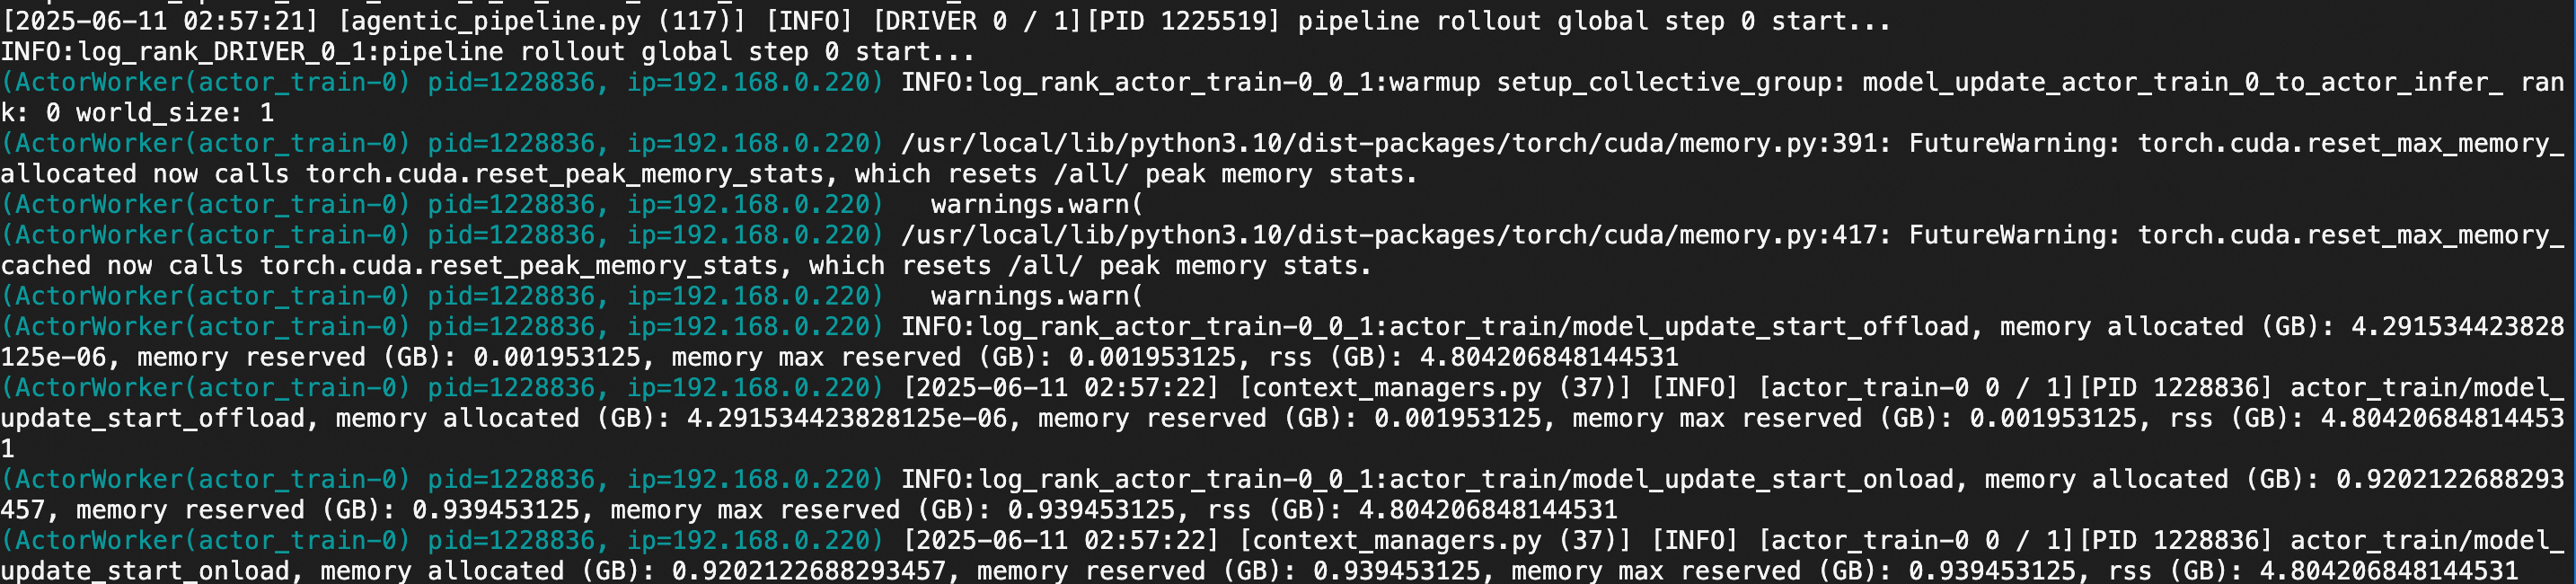 [2025-06-11 02:57:21] [agentic_pipeline.py (117)] [INFO] [DRIVER 0 / 1][PID 1225519] pipeline rollout global step 0 start...
INFO:log_rank_DRIVER_0_1:pipeline rollout global step 0 start...
(ActorWorker(actor_train-0) pid=1228836, ip=192.168.0.220) INFO:log_rank_actor_train-0_0_1:warmup setup_collective_group: model_update_actor_train_0_to_actor_infer_ ran
k: 0 world_size: 1
(ActorWorker(actor_train-0) pid=1228836, ip=192.168.0.220) /usr/local/lib/python3.10/dist-packages/torch/cuda/memory.py:391: FutureWarning: torch.cuda.reset_max_memory_
allocated now calls torch.cuda.reset_peak_memory_stats, which resets /all/ peak memory stats.
(ActorWorker(actor_train-0) pid=1228836, ip=192.168.0.220)   warnings.warn(
(ActorWorker(actor_train-0) pid=1228836, ip=192.168.0.220) /usr/local/lib/python3.10/dist-packages/torch/cuda/memory.py:417: FutureWarning: torch.cuda.reset_max_memory_
cached now calls torch.cuda.reset_peak_memory_stats, which resets /all/ peak memory stats.
(ActorWorker(actor_train-0) pid=1228836, ip=192.168.0.220)   warnings.warn(
(ActorWorker(actor_train-0) pid=1228836, ip=192.168.0.220) INFO:log_rank_actor_train-0_0_1:actor_train/model_update_start_offload, memory allocated (GB): 4.291534423828
125e-06, memory reserved (GB): 0.001953125, memory max reserved (GB): 0.001953125, rss (GB): 4.804206848144531
(ActorWorker(actor_train-0) pid=1228836, ip=192.168.0.220) [2025-06-11 02:57:22] [context_managers.py (37)] [INFO] [actor_train-0 0 / 1][PID 1228836] actor_train/model_
update_start_offload, memory allocated (GB): 4.291534423828125e-06, memory reserved (GB): 0.001953125, memory max reserved (GB): 0.001953125, rss (GB): 4.80420684814453
1
(ActorWorker(actor_train-0) pid=1228836, ip=192.168.0.220) INFO:log_rank_actor_train-0_0_1:actor_train/model_update_start_onload, memory allocated (GB): 0.9202122688293
457, memory reserved (GB): 0.939453125, memory max reserved (GB): 0.939453125, rss (GB): 4.804206848144531
(ActorWorker(actor_train-0) pid=1228836, ip=192.168.0.220) [2025-06-11 02:57:22] [context_managers.py (37)] [INFO] [actor_train-0 0 / 1][PID 1228836] actor_train/model_
update_start_onload, memory allocated (GB): 0.9202122688293457, memory reserved (GB): 0.939453125, memory max reserved (GB): 0.939453125, rss (GB): 4.804206848144531